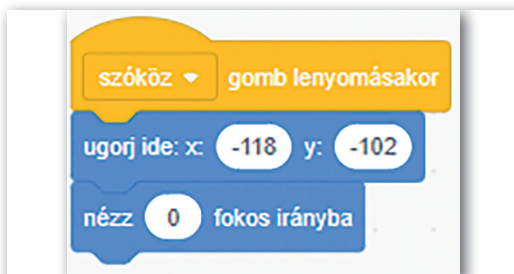 szóköz gomb lenyomásakor
ugorj ide: x: -118 y: -102
nézz 0 fokos irányba